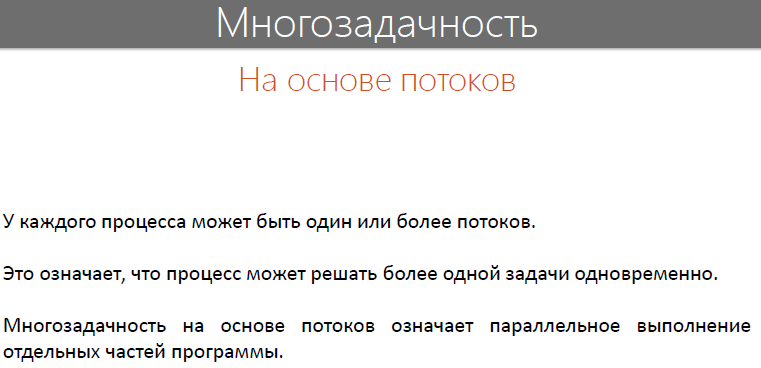 Многозадачность
На основе потоков
У каждого процесса может быть один или более потоков.
Это означает, что процесс может решать более одной задачи одновременно.
Многозадачность на основе потоков означает параллельное выполнение
отдельных частей программы.